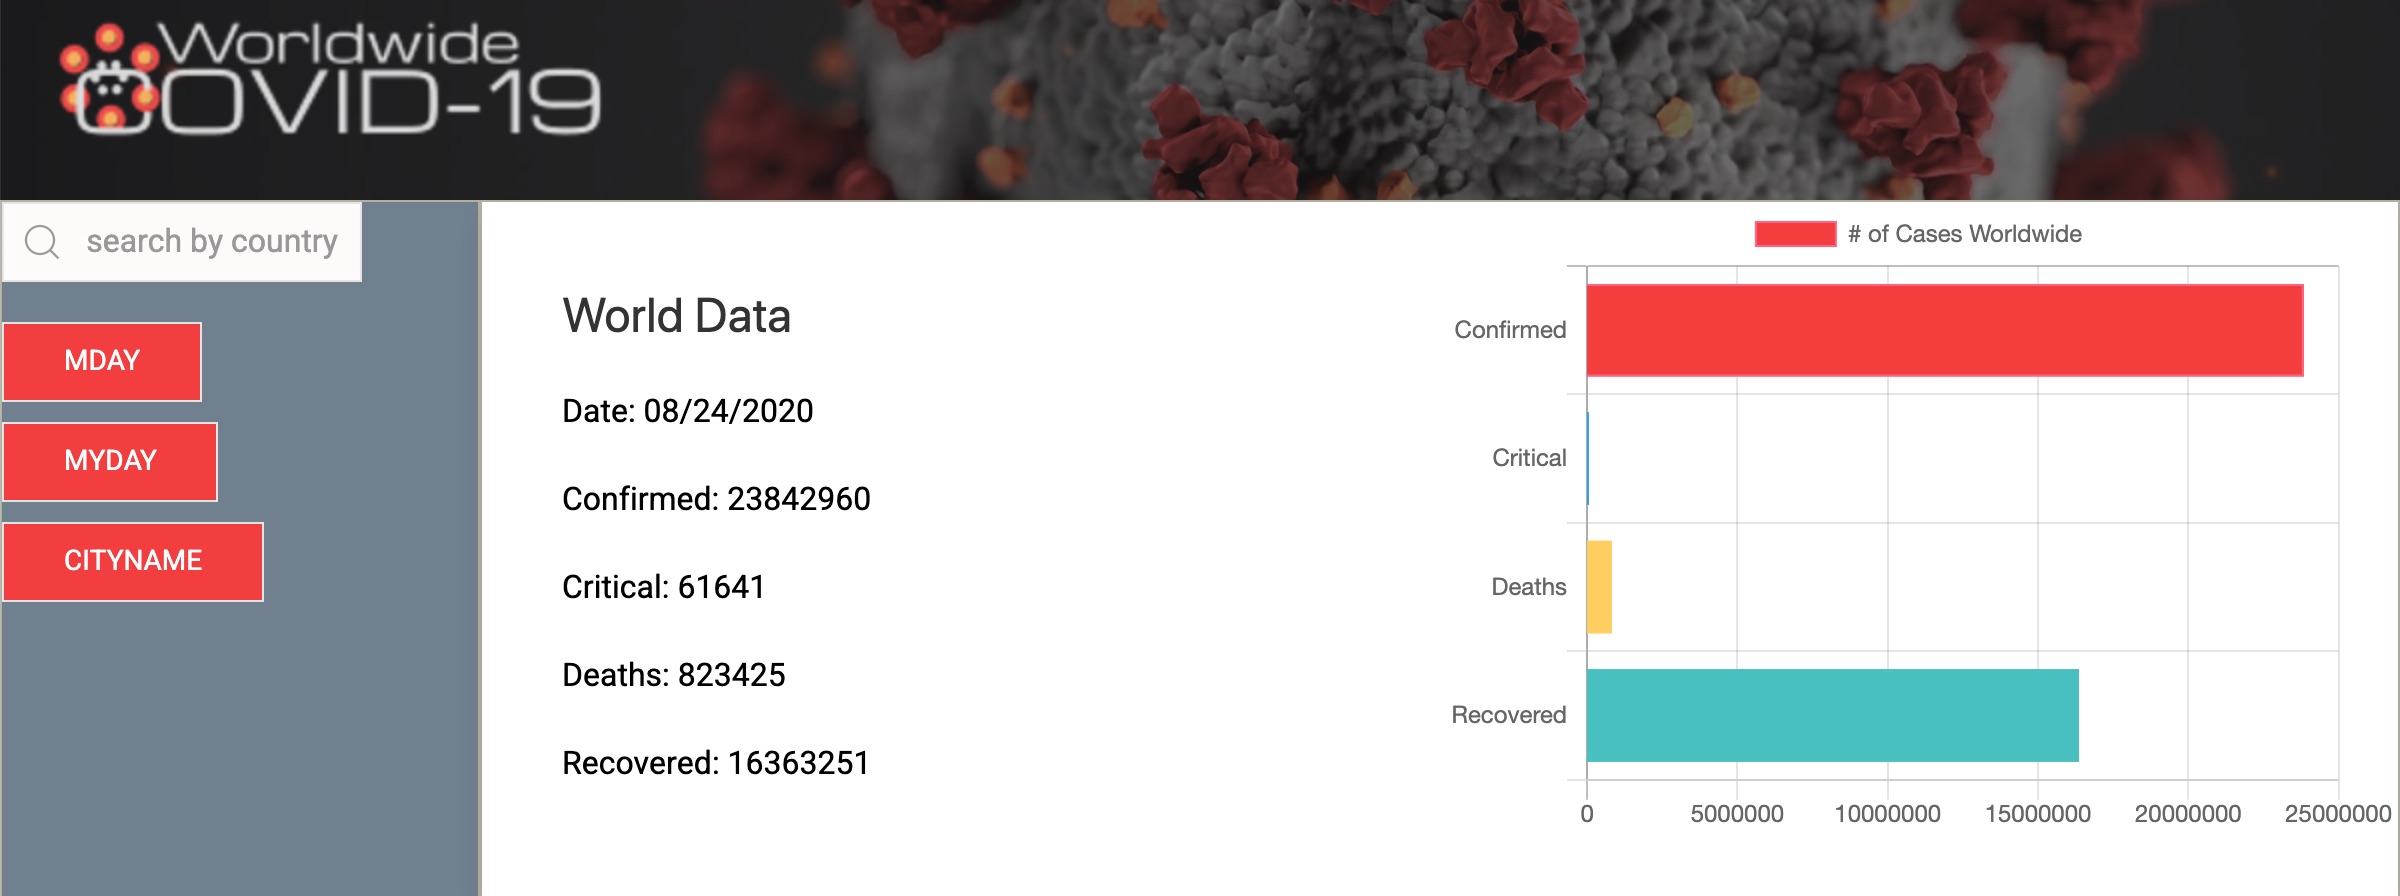 Worldwide
COVID-19
search by country
MDAY
MYDAY
CITYNAME
World Data
Date: 08/24/2020
Confirmed: 23842960
Critical: 61641
Deaths: 823425
Recovered: 16363251
# of Cases Worldwide
Confirmed
Critical
Deaths
Recovered
0 5000000 10000000 15000000 20000000 25000000